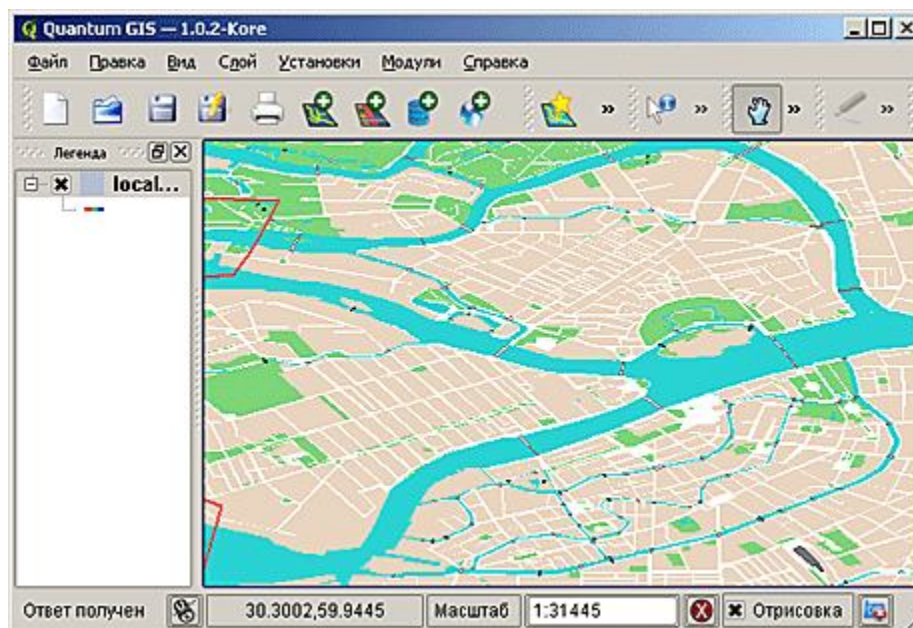 Quantum GIS — 1.0.2-Kore
Файл Правка Вид Слой Установки Модули Справка
» » » »
Легенда
local...
Ответ получен 30.3002,59.9445 Масштаб 1:31445 Отрисовка